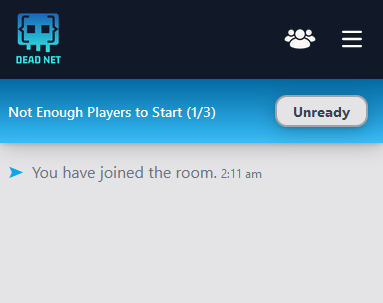 DEAD NET
Not Enough Players to Start (1/3)
Unready
You have joined the room. 2:11 am